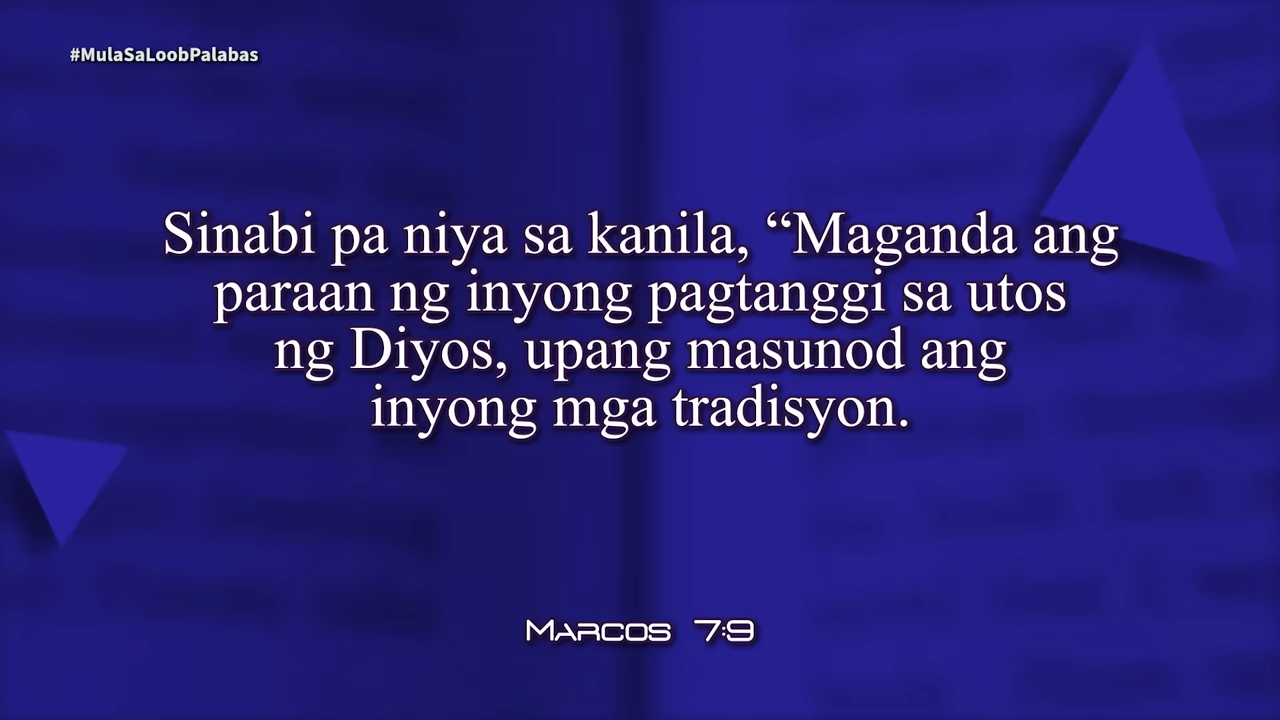 #MulaSaLoobPalabas
Sinabi pa niya sa kanila, “Maganda ang
paraan ng inyong pagtanggi sa utos
ng Diyos, upang masunod ang
inyong mga tradisyon.
Marcos 7:9